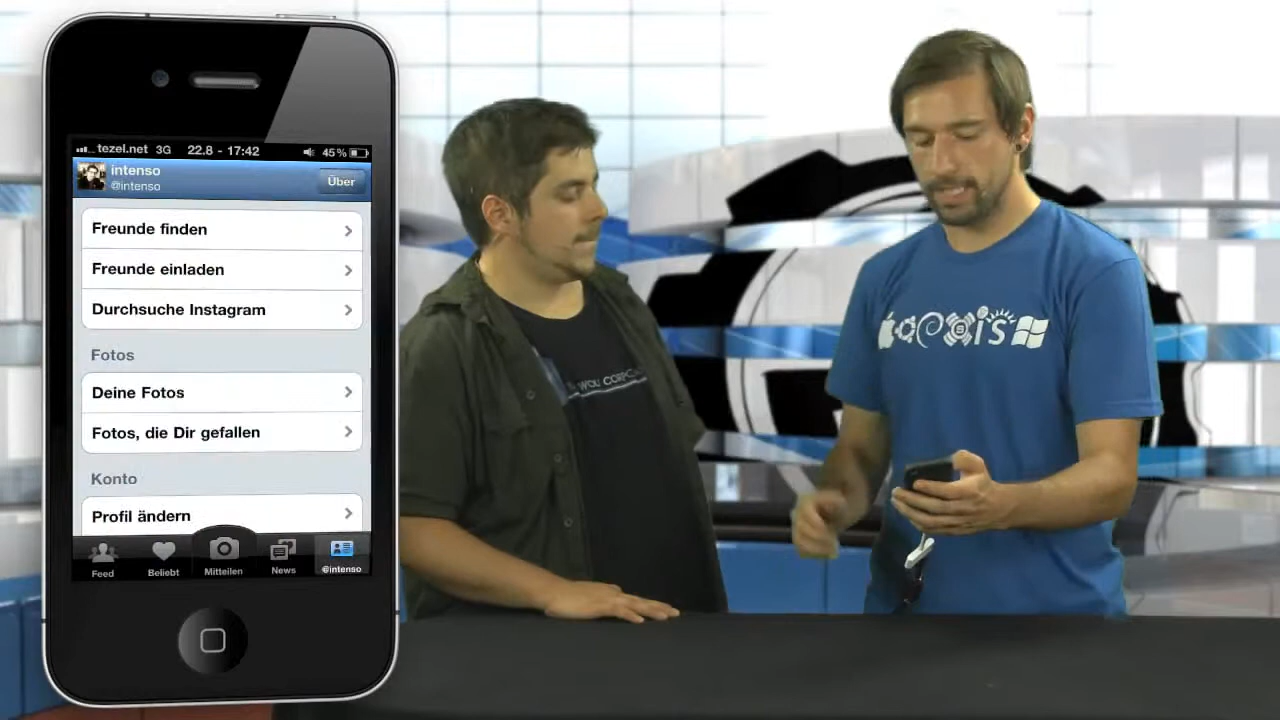 tezel.net 3G 22.8 - 17:42 45%
intenso
@intenso
Über
Freunde finden
Freunde einladen
Durchsuche Instagram
Fotos
Deine Fotos
Fotos, die Dir gefallen
Konto
Profil ändern
Feed Beliebt Mitteilen News @intenso